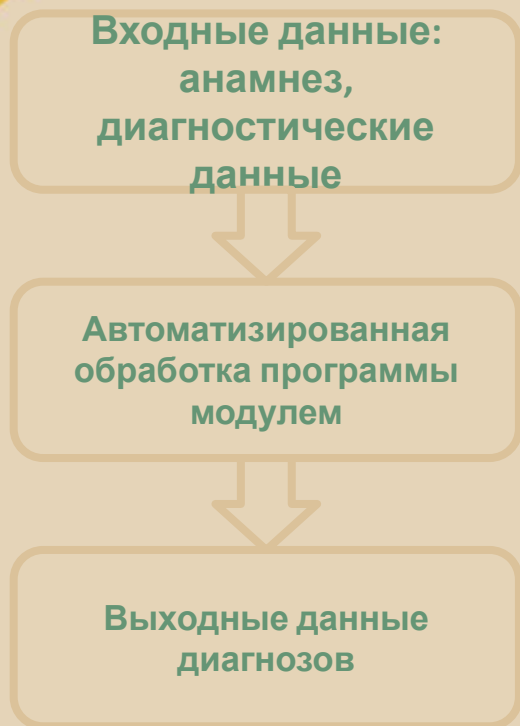 Входные данные:
анамнез,
диагностические
данные
Автоматизированная
обработка программы
модулем
Выходные данные
диагнозов